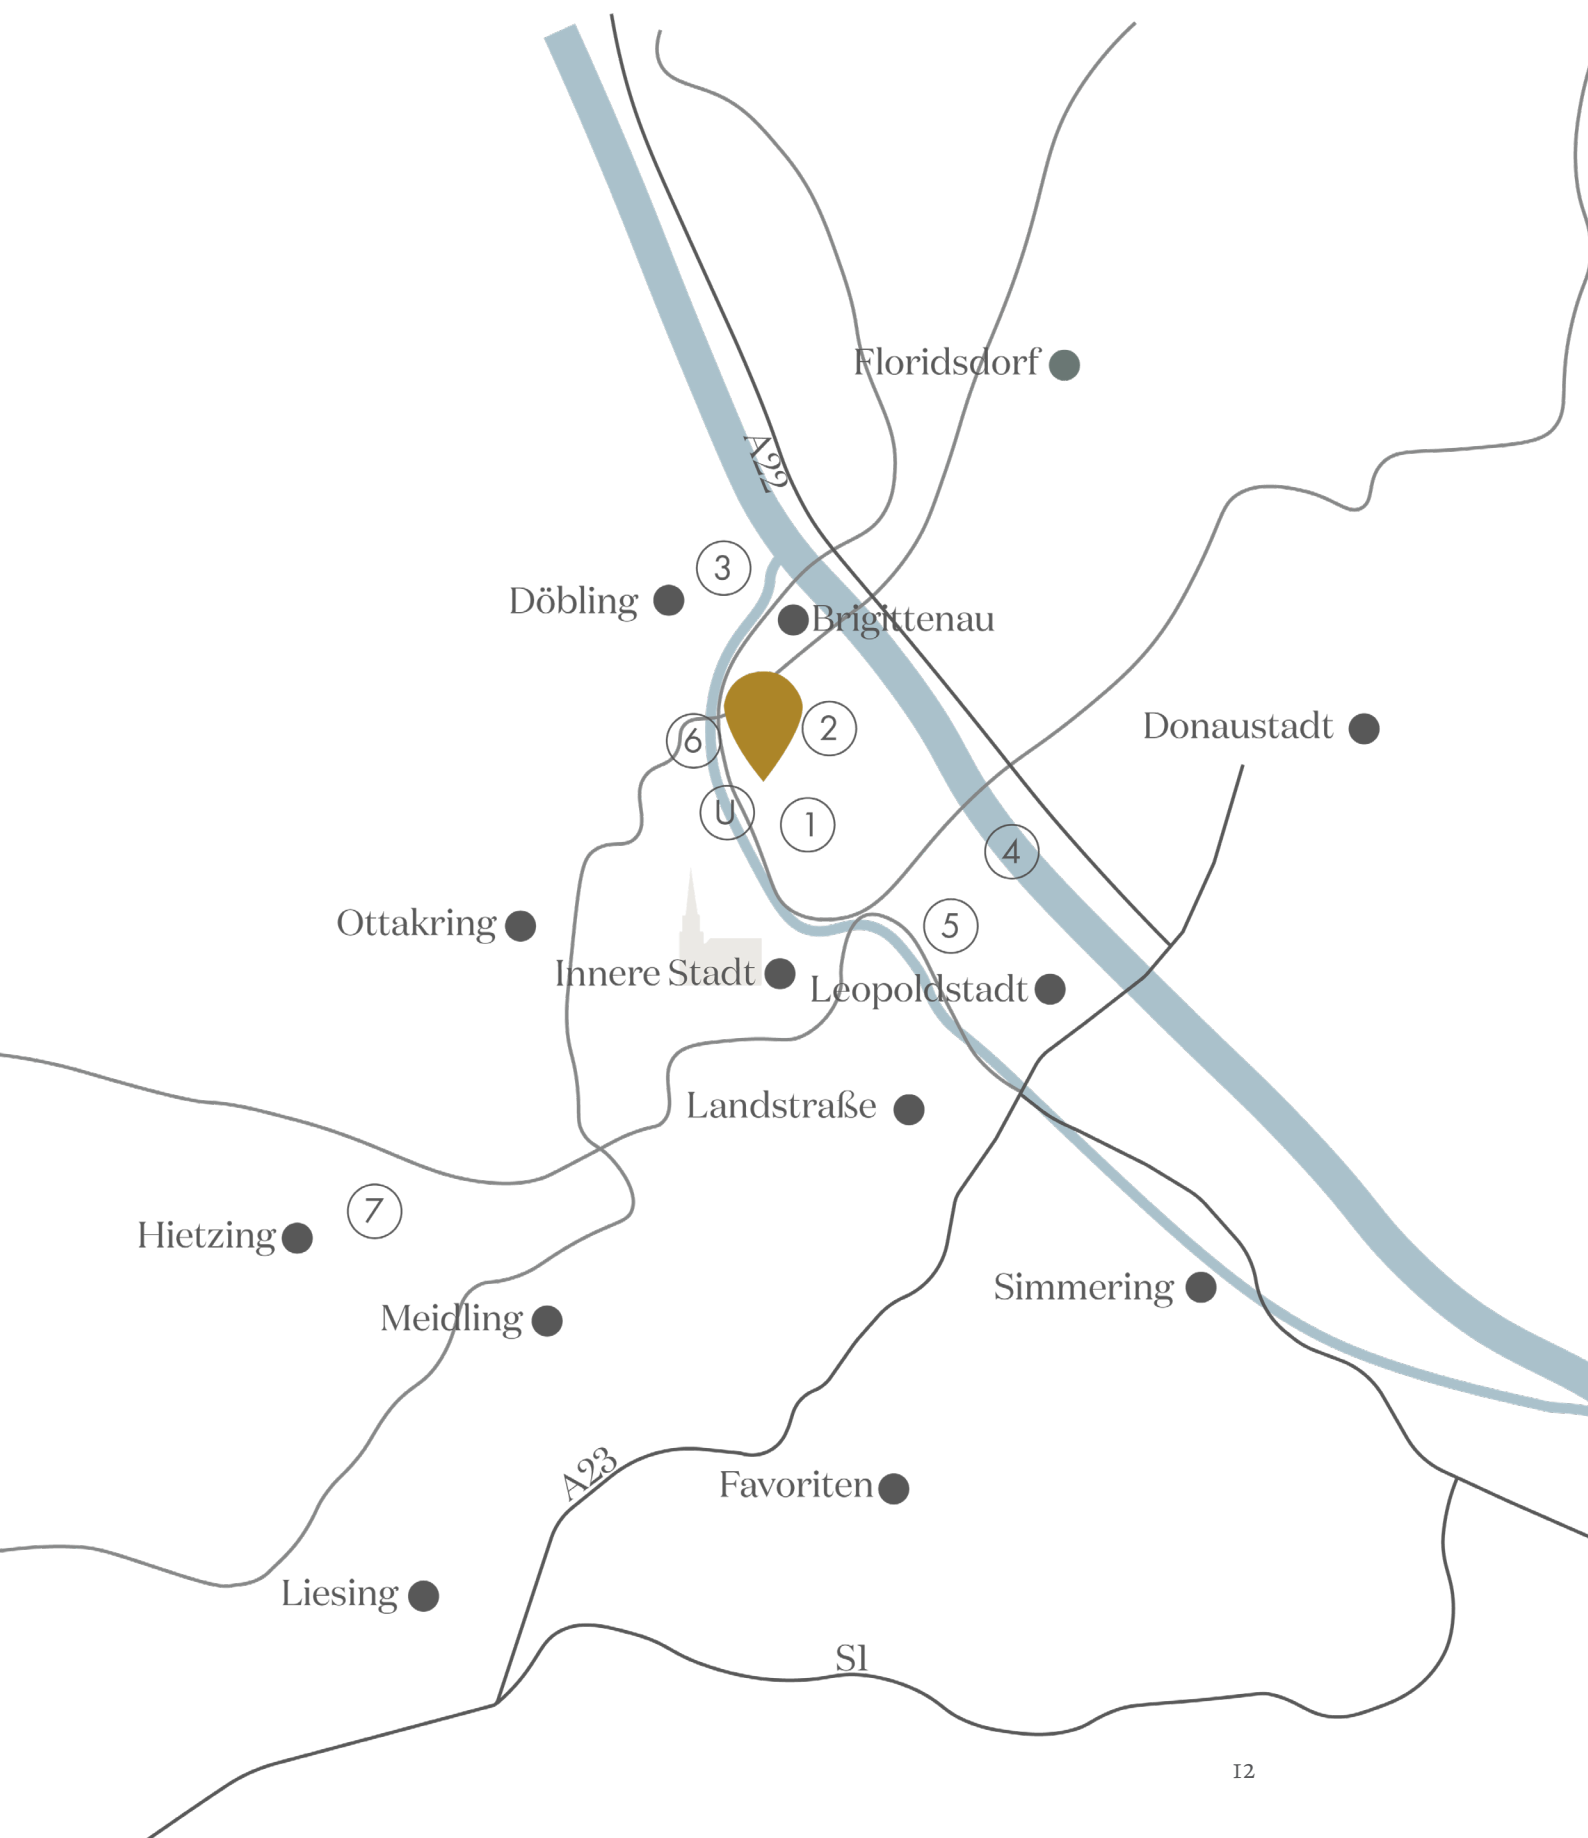 Floridsdorf
A22
3
Döbling
Brigittenau
2
Donaustadt
6
U
1
4
Ottakring
5
Innere Stadt
Leopoldstadt
Landstraße
7
Hietzing
Simmering
Meidling
A23
Favoriten
Liesing
S1
12